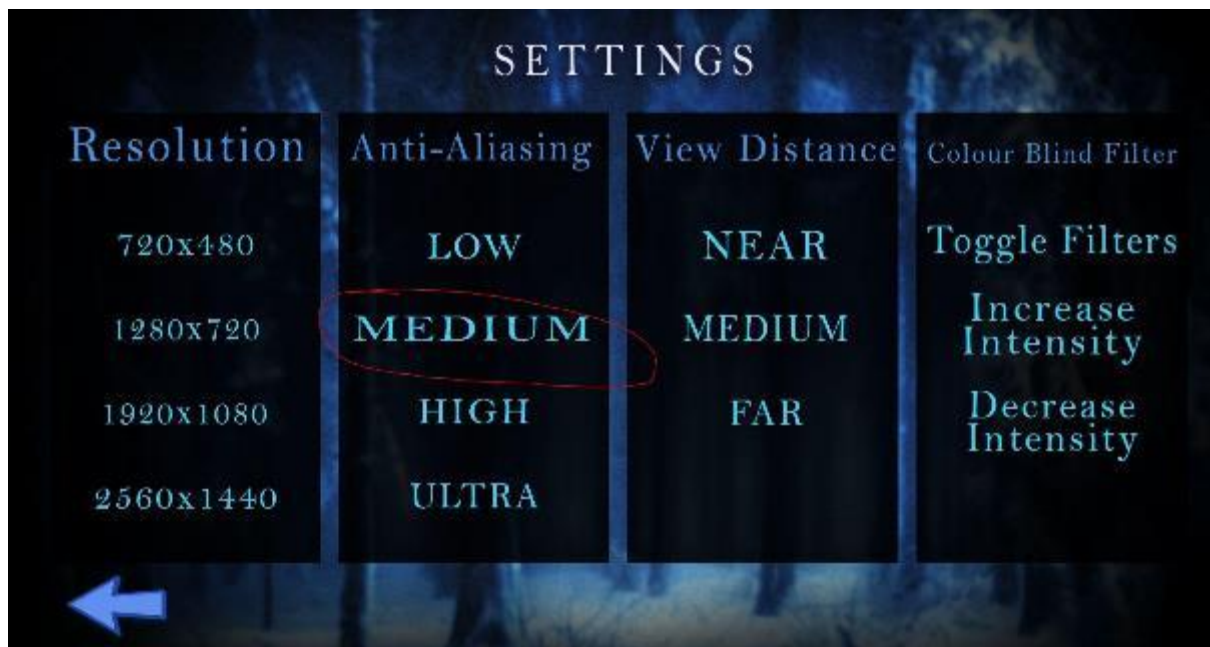 SETTINGS
Resolution
720x480
1280x720
1920x1080
2560x1440
Anti-Aliasing
LOW
MEDIUM
HIGH
ULTRA
View Distance
NEAR
MEDIUM
FAR
Colour Blind Filter
Toggle Filters
Increase
Intensity
Decrease
Intensity